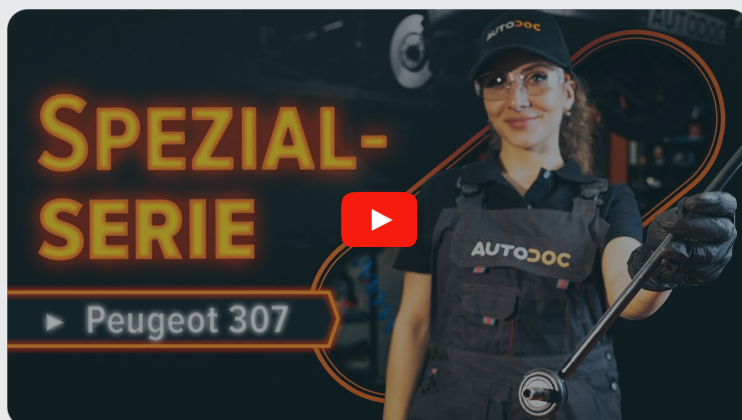 AUTODOC
AUTODOC
SPEZIAL-
SERIE
AUTODOC
► Peugeot 307